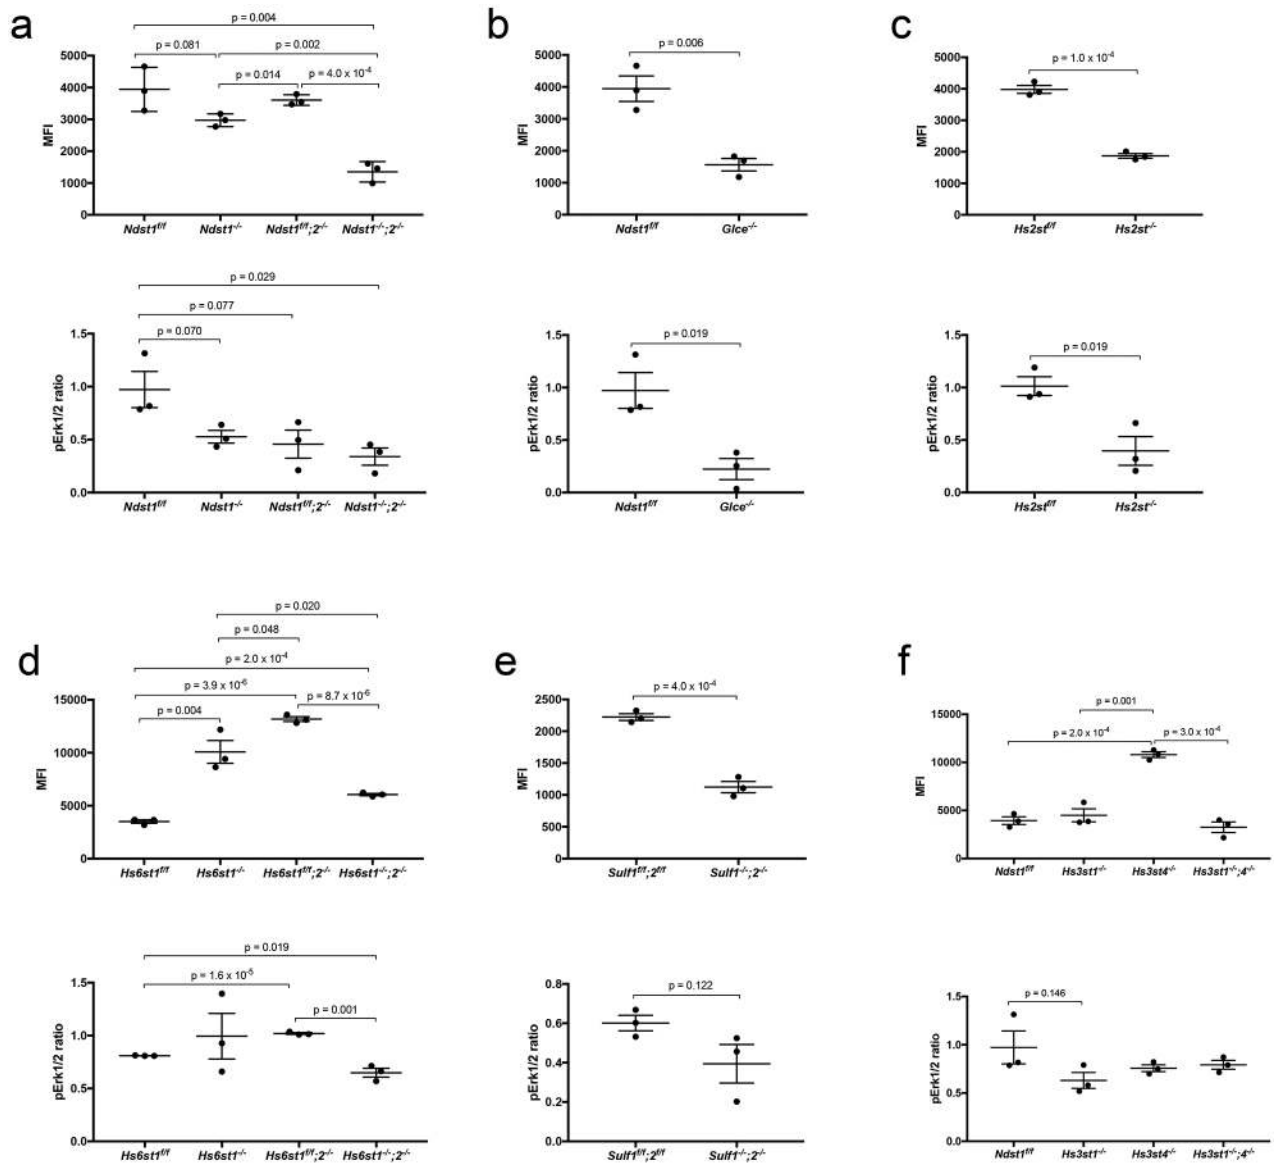 a
p = 0.004
p = 0.081
p = 0.002
p = 0.014
p = 4.0 x 10⁻⁴
5000
4000
3000
2000
1000
0
MFI
Ndst1f/f Ndst1-/- Ndst1f/f;2-/- Ndst1-/-;2-/-
p = 0.029
p = 0.077
p = 0.070
1.5
1.0
0.5
0.0
pErk1/2 ratio
Ndst1f/f Ndst1-/- Ndst1f/f;2-/- Ndst1-/-;2-/-
b
p = 0.006
5000
4000
3000
2000
1000
0
MFI
Ndst1f/f Glce-/-
p = 0.019
1.5
1.0
0.5
0.0
pErk1/2 ratio
Ndst1f/f Glce-/-
c
p = 1.0 x 10⁻⁴
5000
4000
3000
2000
1000
0
MFI
Hs2stf/f Hs2st-/-
p = 0.019
1.5
1.0
0.5
0.0
pErk1/2 ratio
Hs2stf/f Hs2st-/-
d
p = 0.020
p = 0.048
p = 2.0 x 10⁻⁴
p = 3.9 x 10⁻⁶
p = 8.7 x 10⁻⁶
p = 0.004
15000
10000
5000
0
MFI
Hs6st1f/f Hs6st1-/- Hs6st1f/f;2-/- Hs6st1-/-;2-/-
p = 0.019
p = 1.6 x 10⁻⁵
p = 0.001
1.5
1.0
0.5
0.0
pErk1/2 ratio
Hs6st1f/f Hs6st1-/- Hs6st1f/f;2-/- Hs6st1-/-;2-/-
e
p = 4.0 x 10⁻⁴
2500
2000
1500
1000
500
0
MFI
Sulf1f/f;2f/f Sulf1-/-;2-/-
p = 0.122
0.8
0.6
0.4
0.2
0.0
pErk1/2 ratio
Sulf1f/f;2f/f Sulf1-/-;2-/-
f
p = 0.001
p = 2.0 x 10⁻⁴
p = 3.0 x 10⁻⁴
15000
10000
5000
0
MFI
Ndst1f/f Hs3st1-/- Hs3st4-/- Hs3st1-/-;4-/-
p = 0.146
1.5
1.0
0.5
0.0
pErk1/2 ratio
Ndst1f/f Hs3st1-/- Hs3st4-/- Hs3st1-/-;4-/-